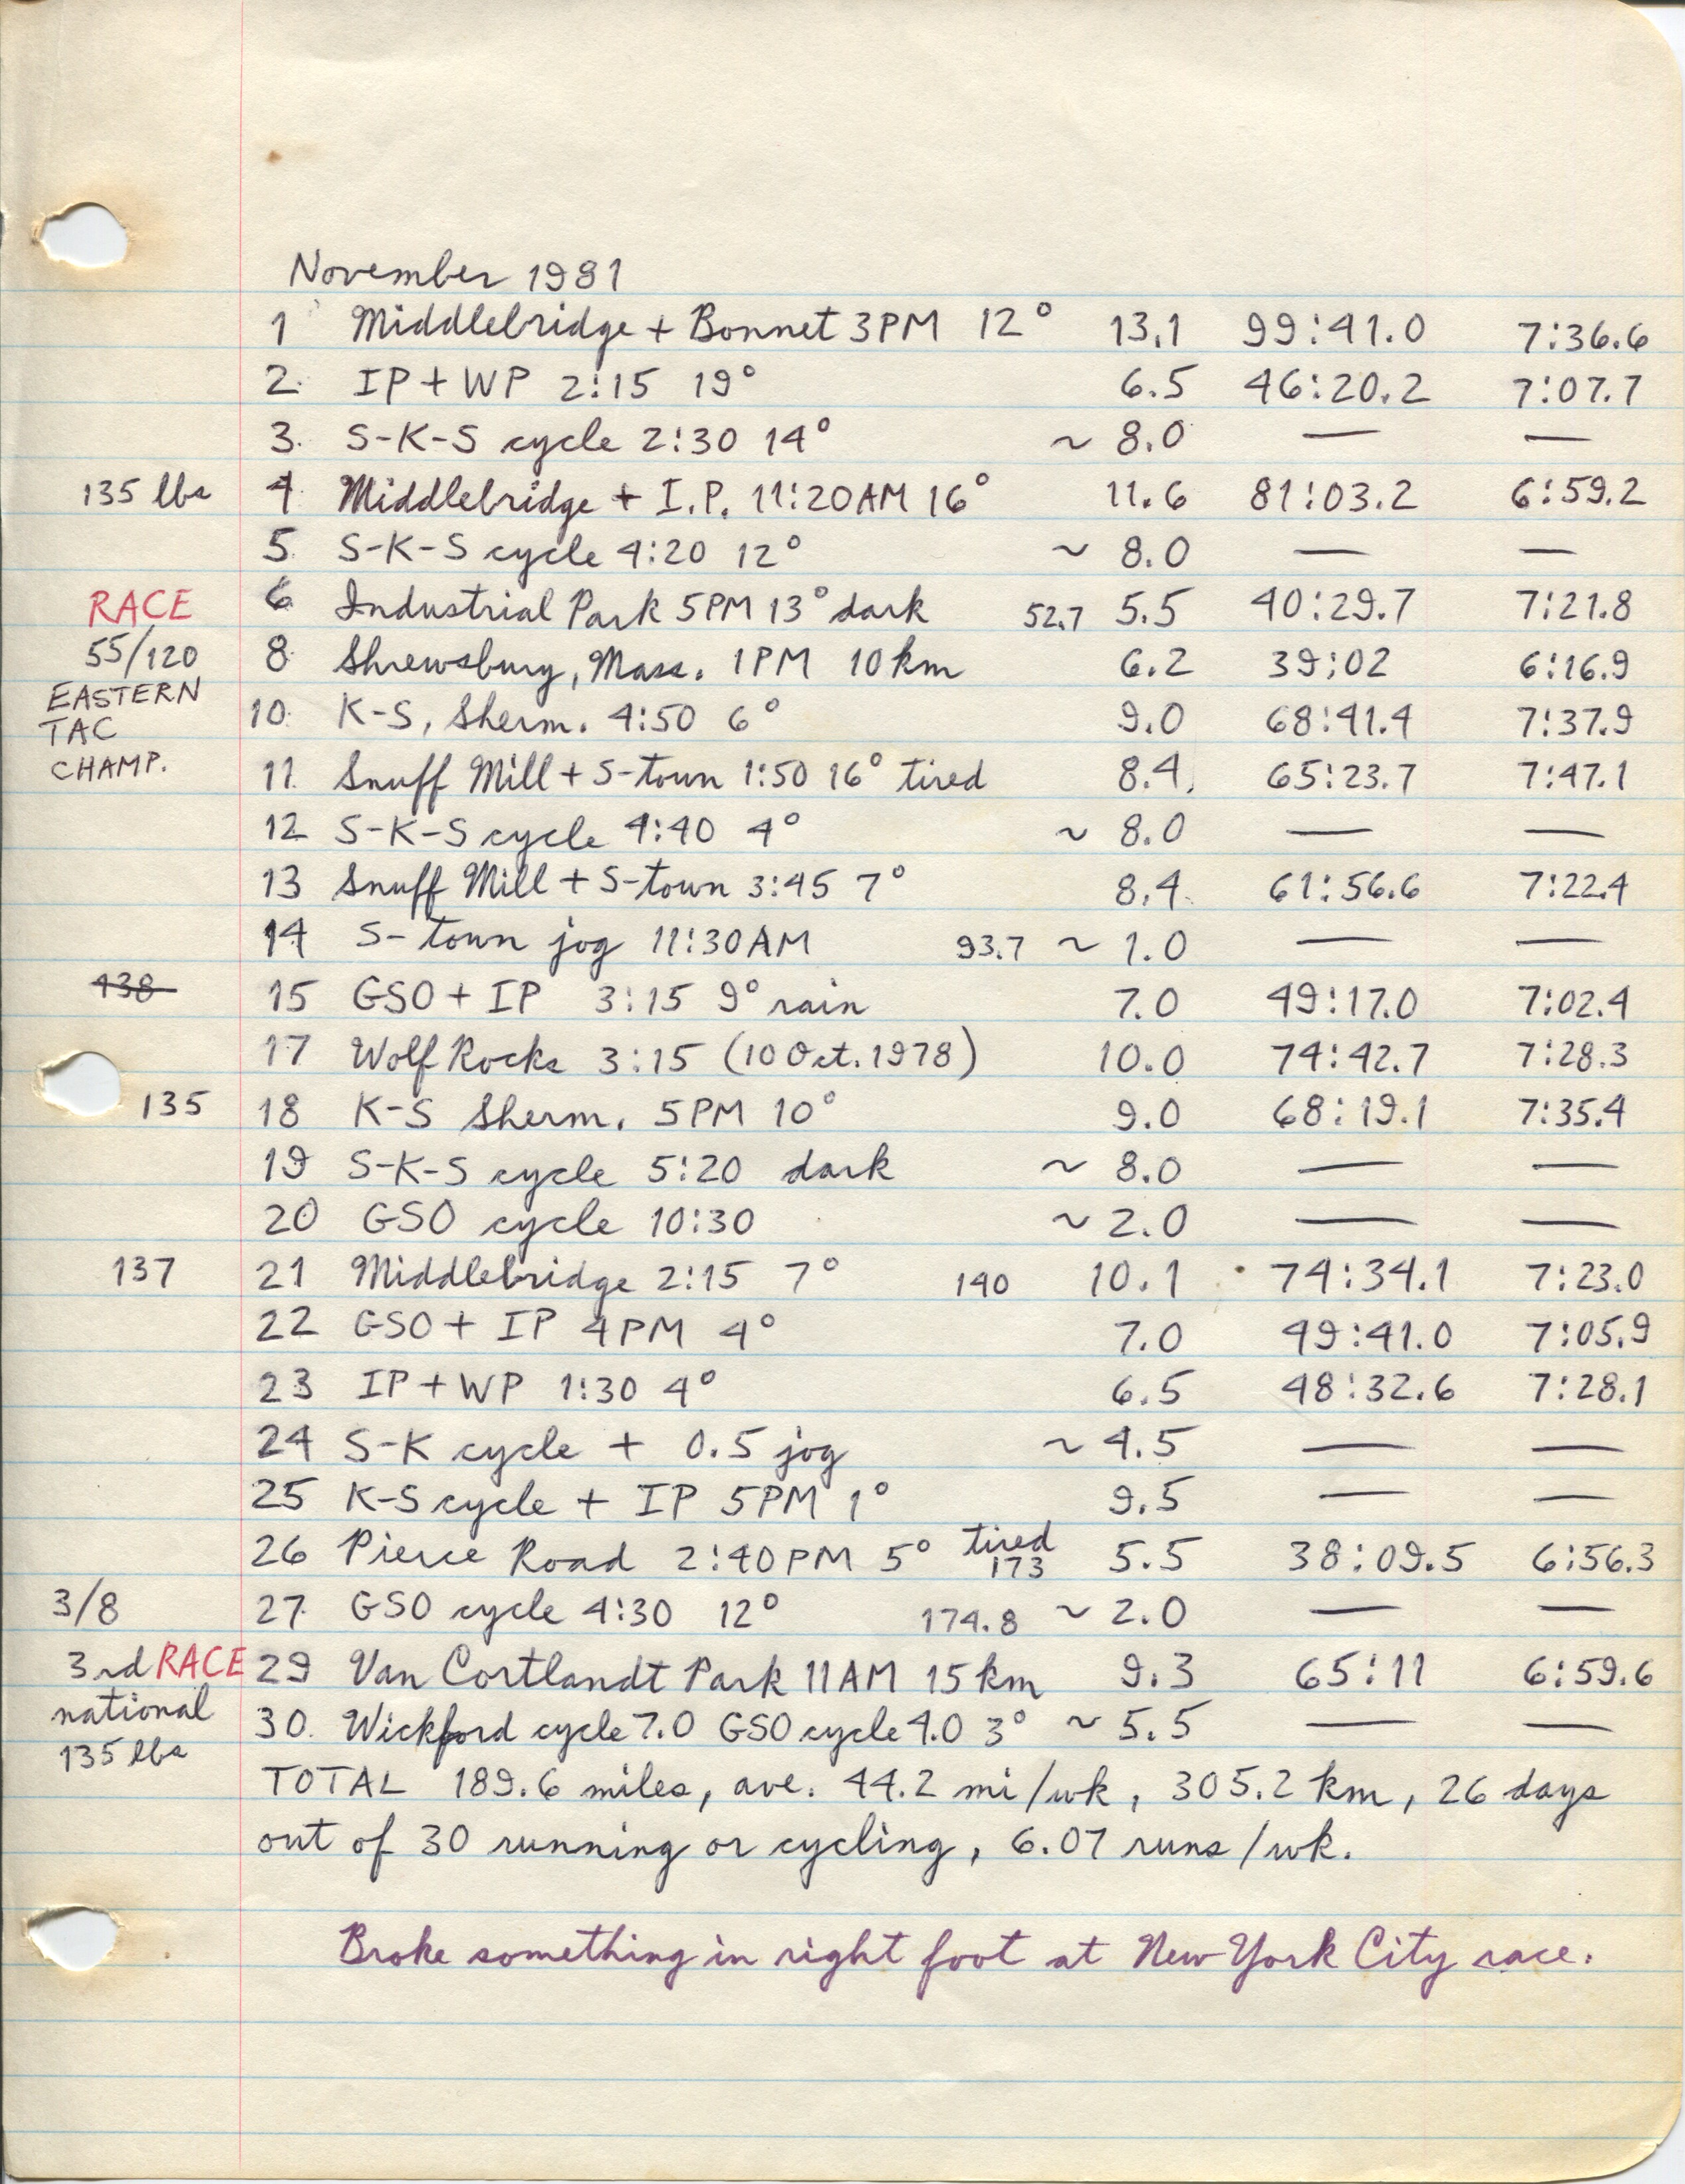 November 1981
1 Middlebridge + Bonnet 3PM 12° 13.1 99:41.0 7:36.6
2. IP + WP 2:15 19° 6.5 46:20.2 7:07.7
3. S-K-S cycle 2:30 14° ~ 8.0 — —
135 lbs 4 Middlebridge + I.P. 11:20AM 16° 11.6 81:03.2 6:59.2
5. S-K-S cycle 4:20 12° ~ 8.0 — —
RACE 6 Industrial Park 5PM 13° dark 52.7 5.5 40:29.7 7:21.8
55/120 8 Shrewsbury, Mass. 1PM 10km 6.2 39:02 6:16.9
EASTERN
TAC 10. K-S, Sherm. 4:50 6° 9.0 68:41.4 7:37.9
CHAMP. 11. Snuff Mill + S-town 1:50 16° tired 8.4 65:23.7 7:47.1
12 S-K-S cycle 4:40 4° ~ 8.0 — —
13 Snuff Mill + S-town 3:45 7° 8.4 61:56.6 7:22.4
14 S-town jog 11:30AM 93.7 ~ 1.0 — —
138 15 GSO + IP 3:15 9° rain 7.0 49:17.0 7:02.4
17 Wolf Rocks 3:15 (10 Oct. 1978) 10.0 74:42.7 7:28.3
135 18 K-S Sherm. 5PM 10° 9.0 68:19.1 7:35.4
19 S-K-S cycle 5:20 dark ~ 8.0 — —
20 GSO cycle 10:30 ~ 2.0 — —
137 21 Middlebridge 2:15 7° 140 10.1 74:34.1 7:23.0
22 GSO + IP 4PM 4° 7.0 49:41.0 7:05.9
23 IP + WP 1:30 4° 6.5 48:32.6 7:28.1
24 S-K cycle + 0.5 jog ~ 4.5 — —
25 K-S cycle + IP 5PM 1° 9.5 — —
26 Pierce Road 2:40PM 5° tired 173 5.5 38:09.5 6:56.3
3/8 27. GSO cycle 4:30 12° 174.8 ~ 2.0 — —
3rd RACE 29 Van Cortlandt Park 11AM 15km 9.3 65:11 6:59.6
national 30. Wickford cycle 7.0 GSO cycle 4.0 3° ~ 5.5 — —
135 lbs
TOTAL 189.6 miles, ave. 44.2 mi/wk, 305.2 km, 26 days
out of 30 running or cycling, 6.07 runs/wk.
Broke something in right foot at New York City race.